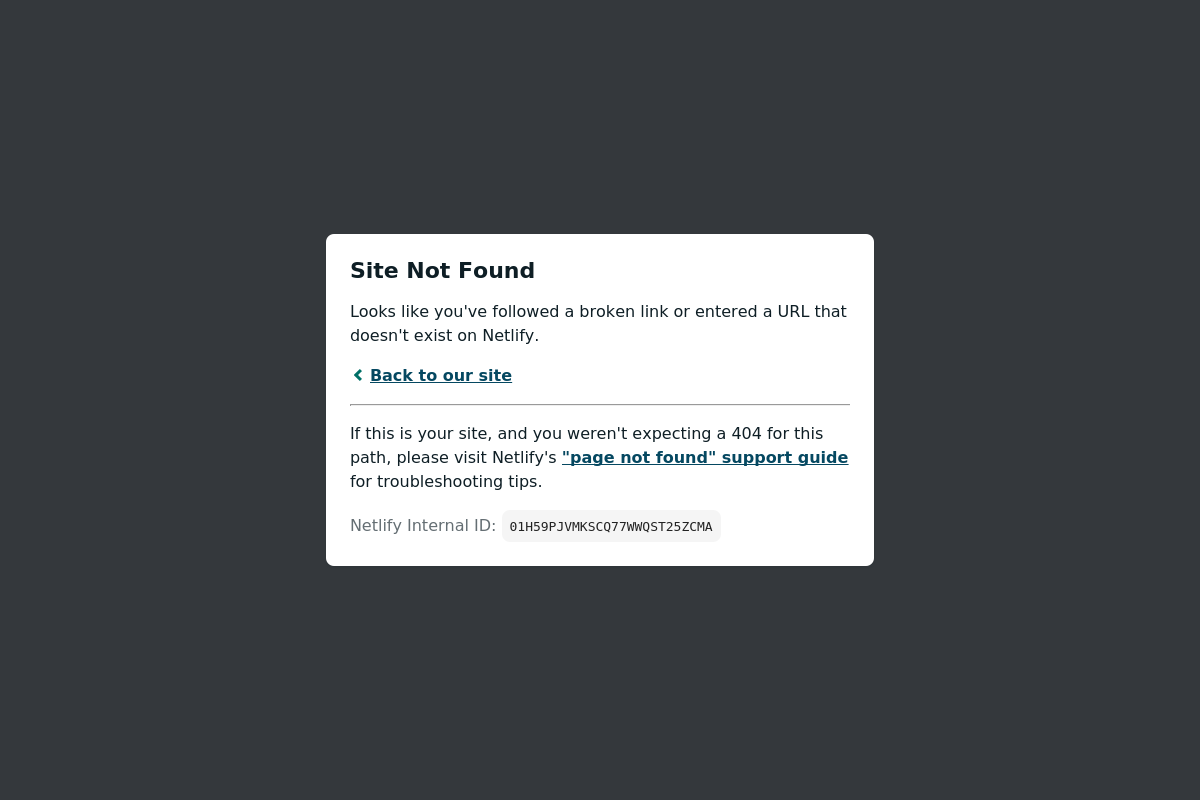 Site Not Found
Looks like you've followed a broken link or entered a URL that
doesn't exist on Netlify.
Back to our site
If this is your site, and you weren't expecting a 404 for this
path, please visit Netlify's "page not found" support guide
for troubleshooting tips.
Netlify Internal ID: 01H59PJVMKSCQ77WWQST25ZCMA